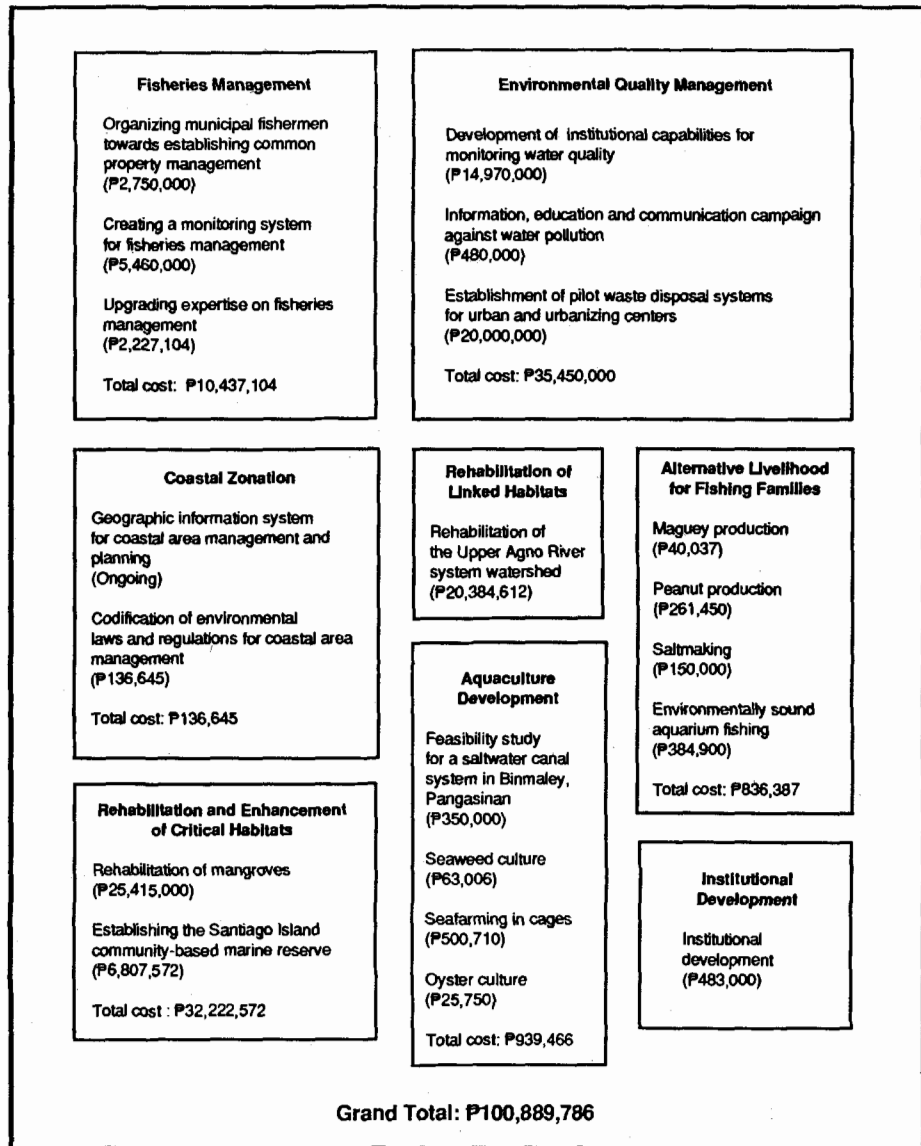 Fisheries Management
Organizing municipal fishermen
towards establishing common
property management
(₱2,750,000)
Creating a monitoring system
for fisheries management
(₱5,460,000)
Upgrading expertise on fisheries
management
(₱2,227,104)
Total cost: ₱10,437,104
Environmental Quality Management
Development of institutional capabilities for
monitoring water quality
(₱14,970,000)
Information, education and communication campaign
against water pollution
(₱480,000)
Establishment of pilot waste disposal systems
for urban and urbanizing centers
(₱20,000,000)
Total cost: ₱35,450,000
Coastal Zonation
Geographic information system
for coastal area management and
planning
(Ongoing)
Codification of environmental
laws and regulations for coastal area
management
(₱136,645)
Total cost: ₱136,645
Rehabilitation of
Linked Habitats
Rehabilitation of
the Upper Agno River
system watershed
(₱20,384,612)
Alternative Livelihood
for Fishing Families
Maguey production
(₱40,037)
Peanut production
(₱261,450)
Saltmaking
(₱150,000)
Environmentally sound
aquarium fishing
(₱384,900)
Total cost: ₱836,387
Rehabilitation and Enhancement
of Critical Habitats
Rehabilitation of mangroves
(₱25,415,000)
Establishing the Santiago Island
community-based marine reserve
(₱6,807,572)
Total cost : ₱32,222,572
Aquaculture
Development
Feasibility study
for a saltwater canal
system in Binmaley,
Pangasinan
(₱350,000)
Seaweed culture
(₱63,006)
Seafarming in cages
(₱500,710)
Oyster culture
(₱25,750)
Total cost: ₱939,466
Institutional
Development
Institutional
development
(₱483,000)
Grand Total: ₱100,889,786